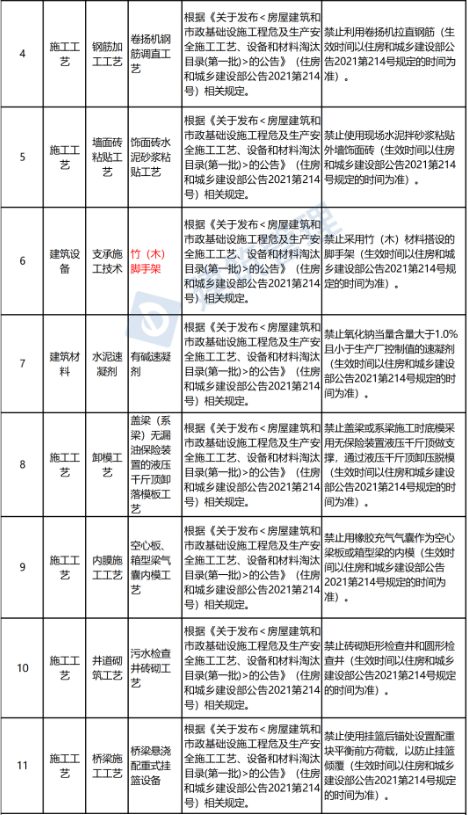 4
施工工
艺
钢筋加
工工艺
卷扬机钢
筋调直工
艺
根据《关于发布<房屋建筑和
市政基础设施工程危及生产安
全施工工艺、设备和材料淘汰
目录(第一批)>的公告》（住房
和城乡建设部公告2021第214
号）相关规定。
禁止利用卷扬机拉直钢筋（生
效时间以住房和城乡建设部公
告2021第214号规定的时间为
准）。
5
施工工
艺
墙面砖
粘贴工
艺
饰面砖水
泥砂浆粘
贴工艺
根据《关于发布<房屋建筑和
市政基础设施工程危及生产安
全施工工艺、设备和材料淘汰
目录(第一批)>的公告》（住房
和城乡建设部公告2021第214
号）相关规定。
禁止使用现场水泥拌砂浆粘贴
外墙饰面砖（生效时间以住房
和城乡建设部公告2021第214
号规定的时间为准）。
6
建筑设
备
支承施
工技术
竹（木）
脚手架
根据《关于发布<房屋建筑和
市政基础设施工程危及生产安
全施工工艺、设备和材料淘汰
目录(第一批)>的公告》（住房
和城乡建设部公告2021第214
号）相关规定。
禁止采用竹（木）材料搭设的
脚手架（生效时间以住房和城
乡建设部公告2021第214号规
定的时间为准）。
7
建筑材
料
水泥速
凝剂
有碱速凝
剂
根据《关于发布<房屋建筑和
市政基础设施工程危及生产安
全施工工艺、设备和材料淘汰
目录(第一批)>的公告》（住房
和城乡建设部公告2021第214
号）相关规定。
禁止氧化钠当量含量大于1.0%
且小于生产厂控制值的速凝剂
（生效时间以住房和城乡建设
部公告2021第214号规定的时
间为准）。
8
施工工
艺
卸模工
艺
盖梁（系
梁）无漏
油保险装
置的液压
千斤顶卸
落模板工
艺
根据《关于发布<房屋建筑和
市政基础设施工程危及生产安
全施工工艺、设备和材料淘汰
目录(第一批)>的公告》（住房
和城乡建设部公告2021第214
号）相关规定。
禁止盖梁或系梁施工时底模采
用无保险装置液压千斤顶做支
撑，通过液压千斤顶卸压脱模
（生效时间以住房和城乡建设
部公告2021第214号规定的时
间为准）。
9
施工工
艺
内膜施
工工艺
空心板、
箱型梁气
囊内模工
艺
根据《关于发布<房屋建筑和
市政基础设施工程危及生产安
全施工工艺、设备和材料淘汰
目录(第一批)>的公告》（住房
和城乡建设部公告2021第214
号）相关规定。
禁止用橡胶充气气囊作为空心
梁板或箱型梁的内模（生效时
间以住房和城乡建设部公告
2021第214号规定的时间为
准）。
10
施工工
艺
井道砌
筑工艺
污水检查
井砖砌工
艺
根据《关于发布<房屋建筑和
市政基础设施工程危及生产安
全施工工艺、设备和材料淘汰
目录(第一批)>的公告》（住房
和城乡建设部公告2021第214
号）相关规定。
禁止砖砌矩形检查井和圆形检
查井（生效时间以住房和城乡
建设部公告2021第214号规定
的时间为准）。
11
施工工
艺
桥梁施
工工艺
桥梁悬浇
配重式挂
篮设备
根据《关于发布<房屋建筑和
市政基础设施工程危及生产安
全施工工艺、设备和材料淘汰
目录(第一批)>的公告》（住房
和城乡建设部公告2021第214
号）相关规定。
禁止使用挂篮后锚处设置配重
块平衡前方荷载，以防止挂篮
倾覆（生效时间以住房和城乡
建设部公告2021第214号规定
的时间为准）。